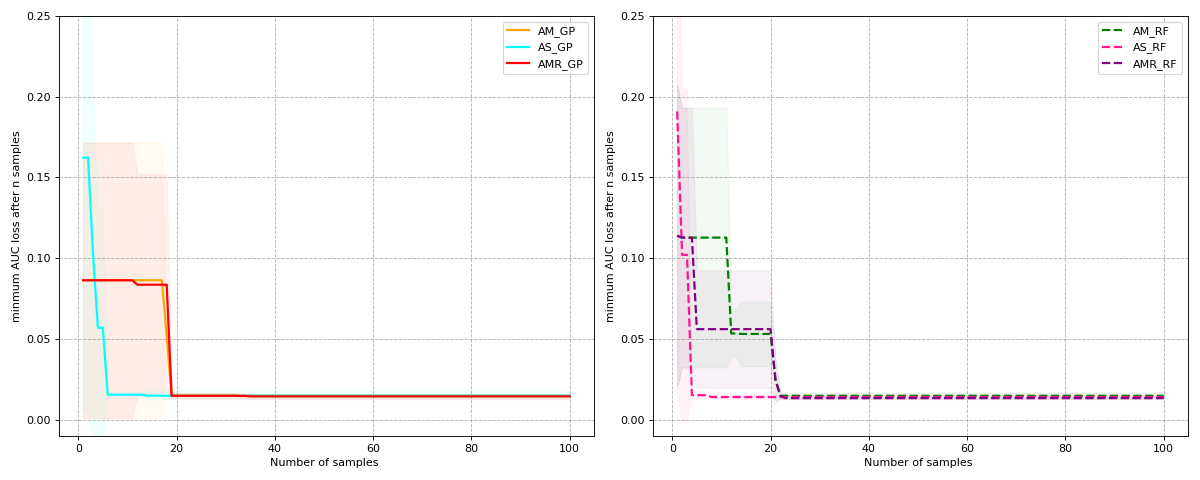 0.25
0.20
0.15
0.10
0.05
0.00
minmum AUC loss after n samples
0
20
40
60
80
100
Number of samples
AM_GP
AS_GP
AMR_GP
0.25
0.20
0.15
0.10
0.05
0.00
minmum AUC loss after n samples
0
20
40
60
80
100
Number of samples
AM_RF
AS_RF
AMR_RF